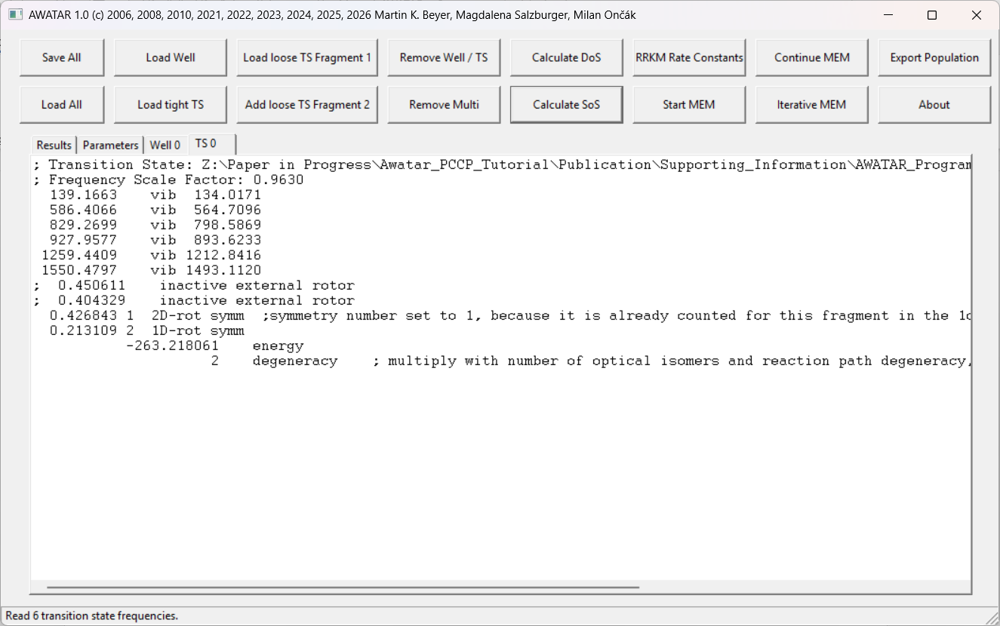 AWATAR 1.0 (c) 2006, 2008, 2010, 2021, 2022, 2023, 2024, 2025, 2026 Martin K. Beyer, Magdalena Salzburger, Milan Ončák
Save All Load Well Load loose TS Fragment 1 Remove Well / TS Calculate DoS RRKM Rate Constants Continue MEM Export Population
Load All Load tight TS Add loose TS Fragment 2 Remove Multi Calculate SoS Start MEM Iterative MEM About
Results Parameters Well 0 TS 0
; Transition State: Z:\Paper in Progress\Awatar_PCCP_Tutorial\Publication\Supporting_Information\AWATAR_Program
; Frequency Scale Factor: 0.9630
139.1663 vib 134.0171
586.4066 vib 564.7096
829.2699 vib 798.5869
927.9577 vib 893.6233
1259.4409 vib 1212.8416
1550.4797 vib 1493.1120
; 0.450611 inactive external rotor
; 0.404329 inactive external rotor
0.426843 1 2D-rot symm ;symmetry number set to 1, because it is already counted for this fragment in the
0.213109 2 1D-rot symm
-263.218061 energy
2 degeneracy ; multiply with number of optical isomers and reaction path degeneracy,
Read 6 transition state frequencies.